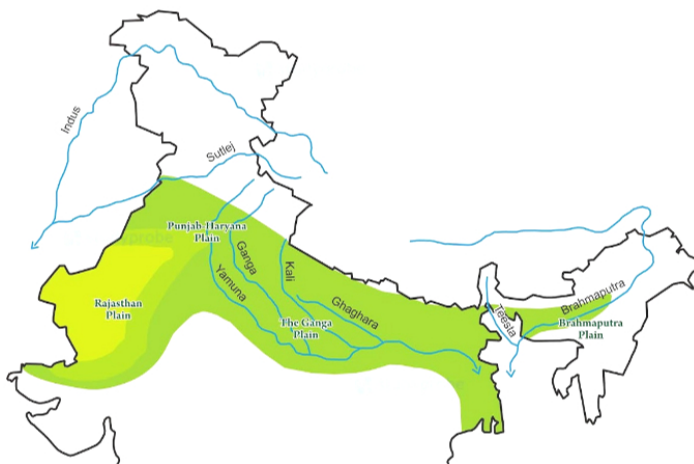 Indus
Sutlej
Punjab-Haryana
Plain
Ganga
Yamuna
Kali
Ghaghara
The Ganga
Plain
Rajasthan
Plain
Teesta
Brahmaputra
Brahmaputra
Plain